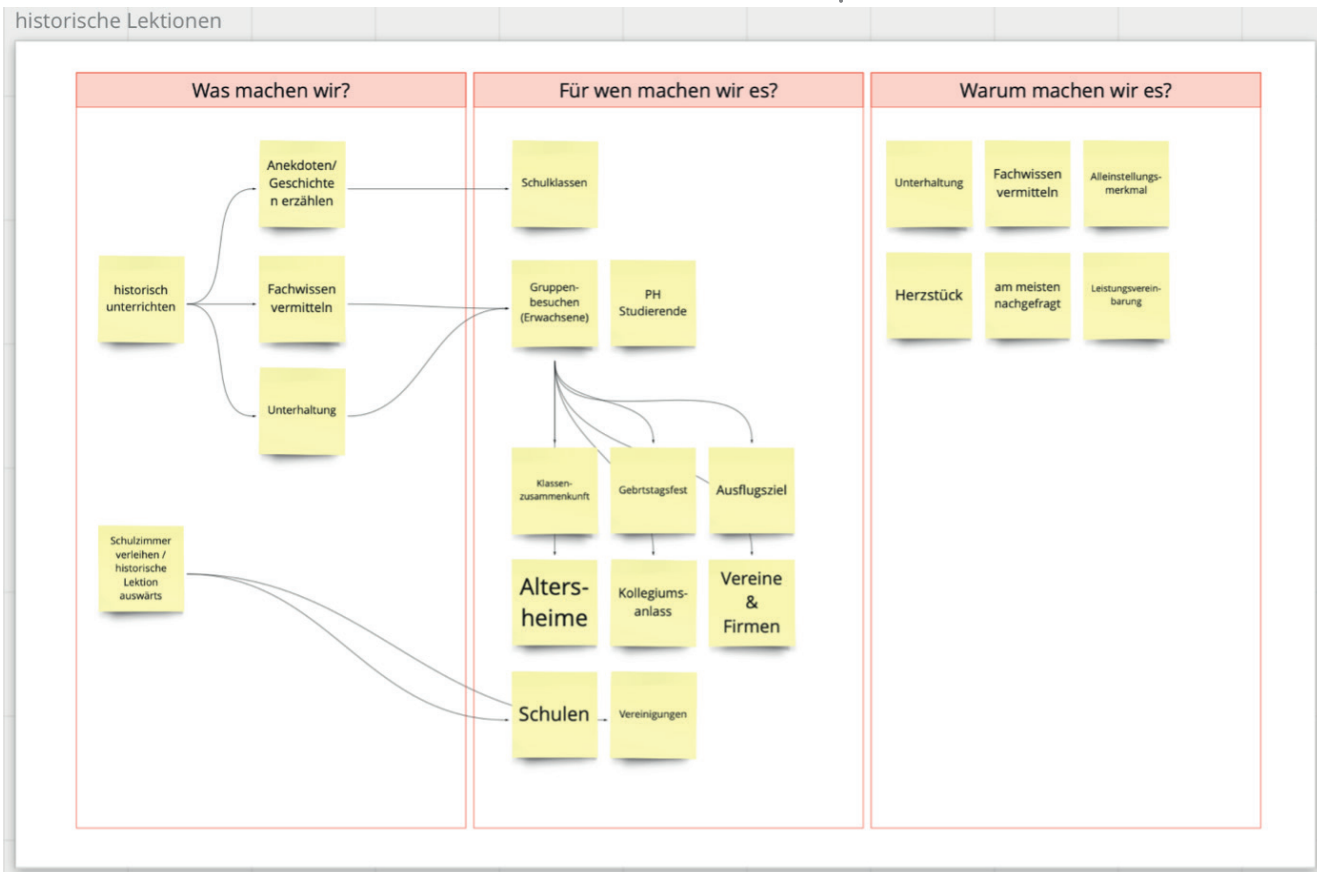 historische Lektionen
Was machen wir?
Anekdoten/
Geschichte
n erzählen
historisch
unterrichten
Fachwissen
vermitteln
Unterhaltung
Schulzimmer
verleihen /
historische
Lektion
auswärts
Für wen machen wir es?
Schulklassen
Gruppen-
besuchen
(Erwachsene)
PH
Studierende
Klassen-
zusammenkunft
Gebrtstagsfest
Ausflugsziel
Alters-
heime
Kollegiums-
anlass
Vereine
&
Firmen
Schulen
Vereinigungen
Warum machen wir es?
Unterhaltung
Fachwissen
vermitteln
Alleinstellungs-
merkmal
Herzstück
am meisten
nachgefragt
Leistungsverein-
barung